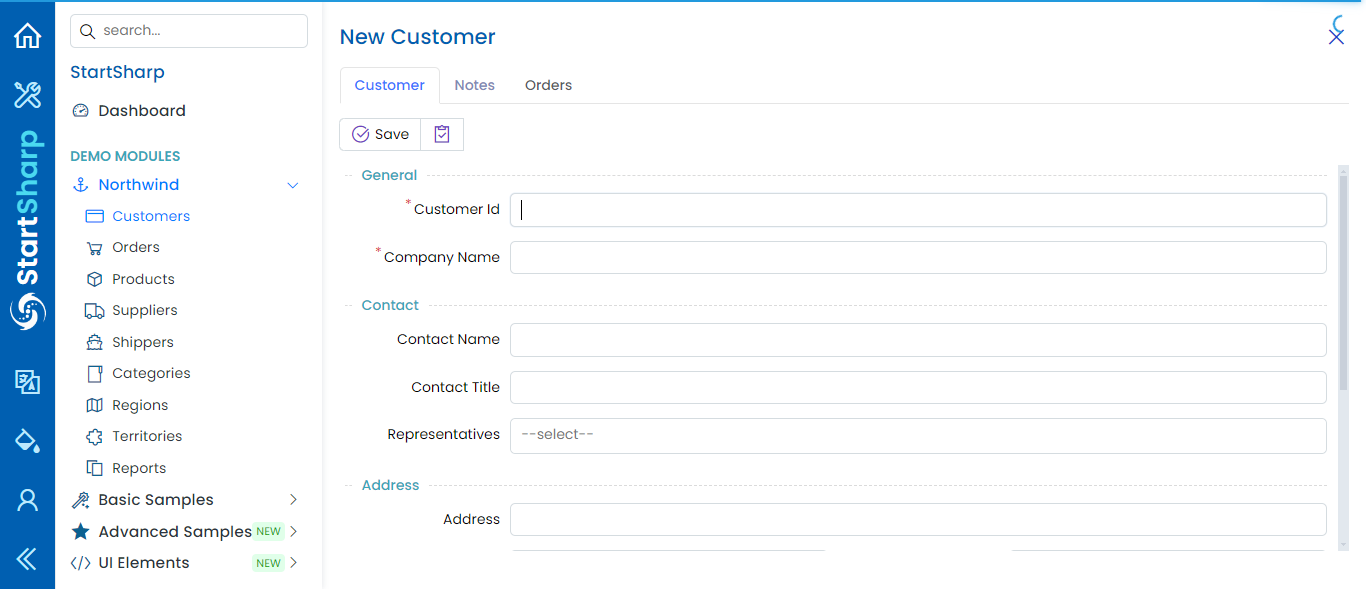 search...
StartSharp
Dashboard
DEMO MODULES
Northwind
Customers
Orders
Products
Suppliers
Shippers
Categories
Regions
Territories
Reports
Basic Samples
Advanced Samples NEW
UI Elements NEW
StartSharp
New Customer
Customer Notes Orders
Save
General
* Customer Id
* Company Name
Contact
Contact Name
Contact Title
Representatives --select--
Address
Address